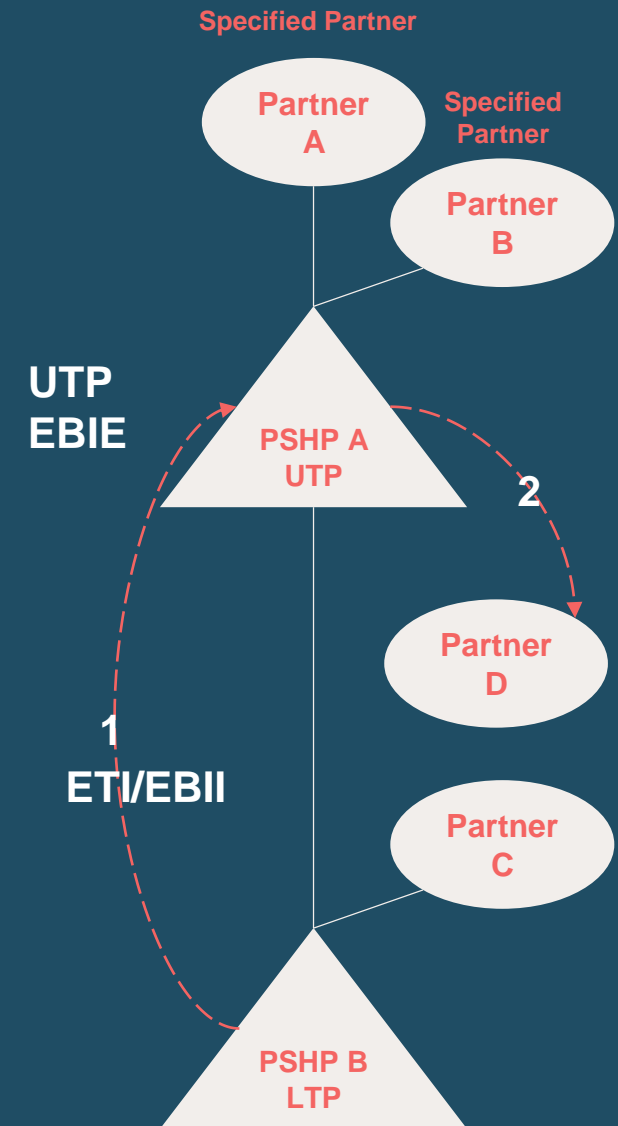 Specified Partner
Partner
A
Specified
Partner
Partner
B
UTP
EBIE
PSHP A
UTP
2
Partner
D
1
ETI/EBII
Partner
C
PSHP B
LTP